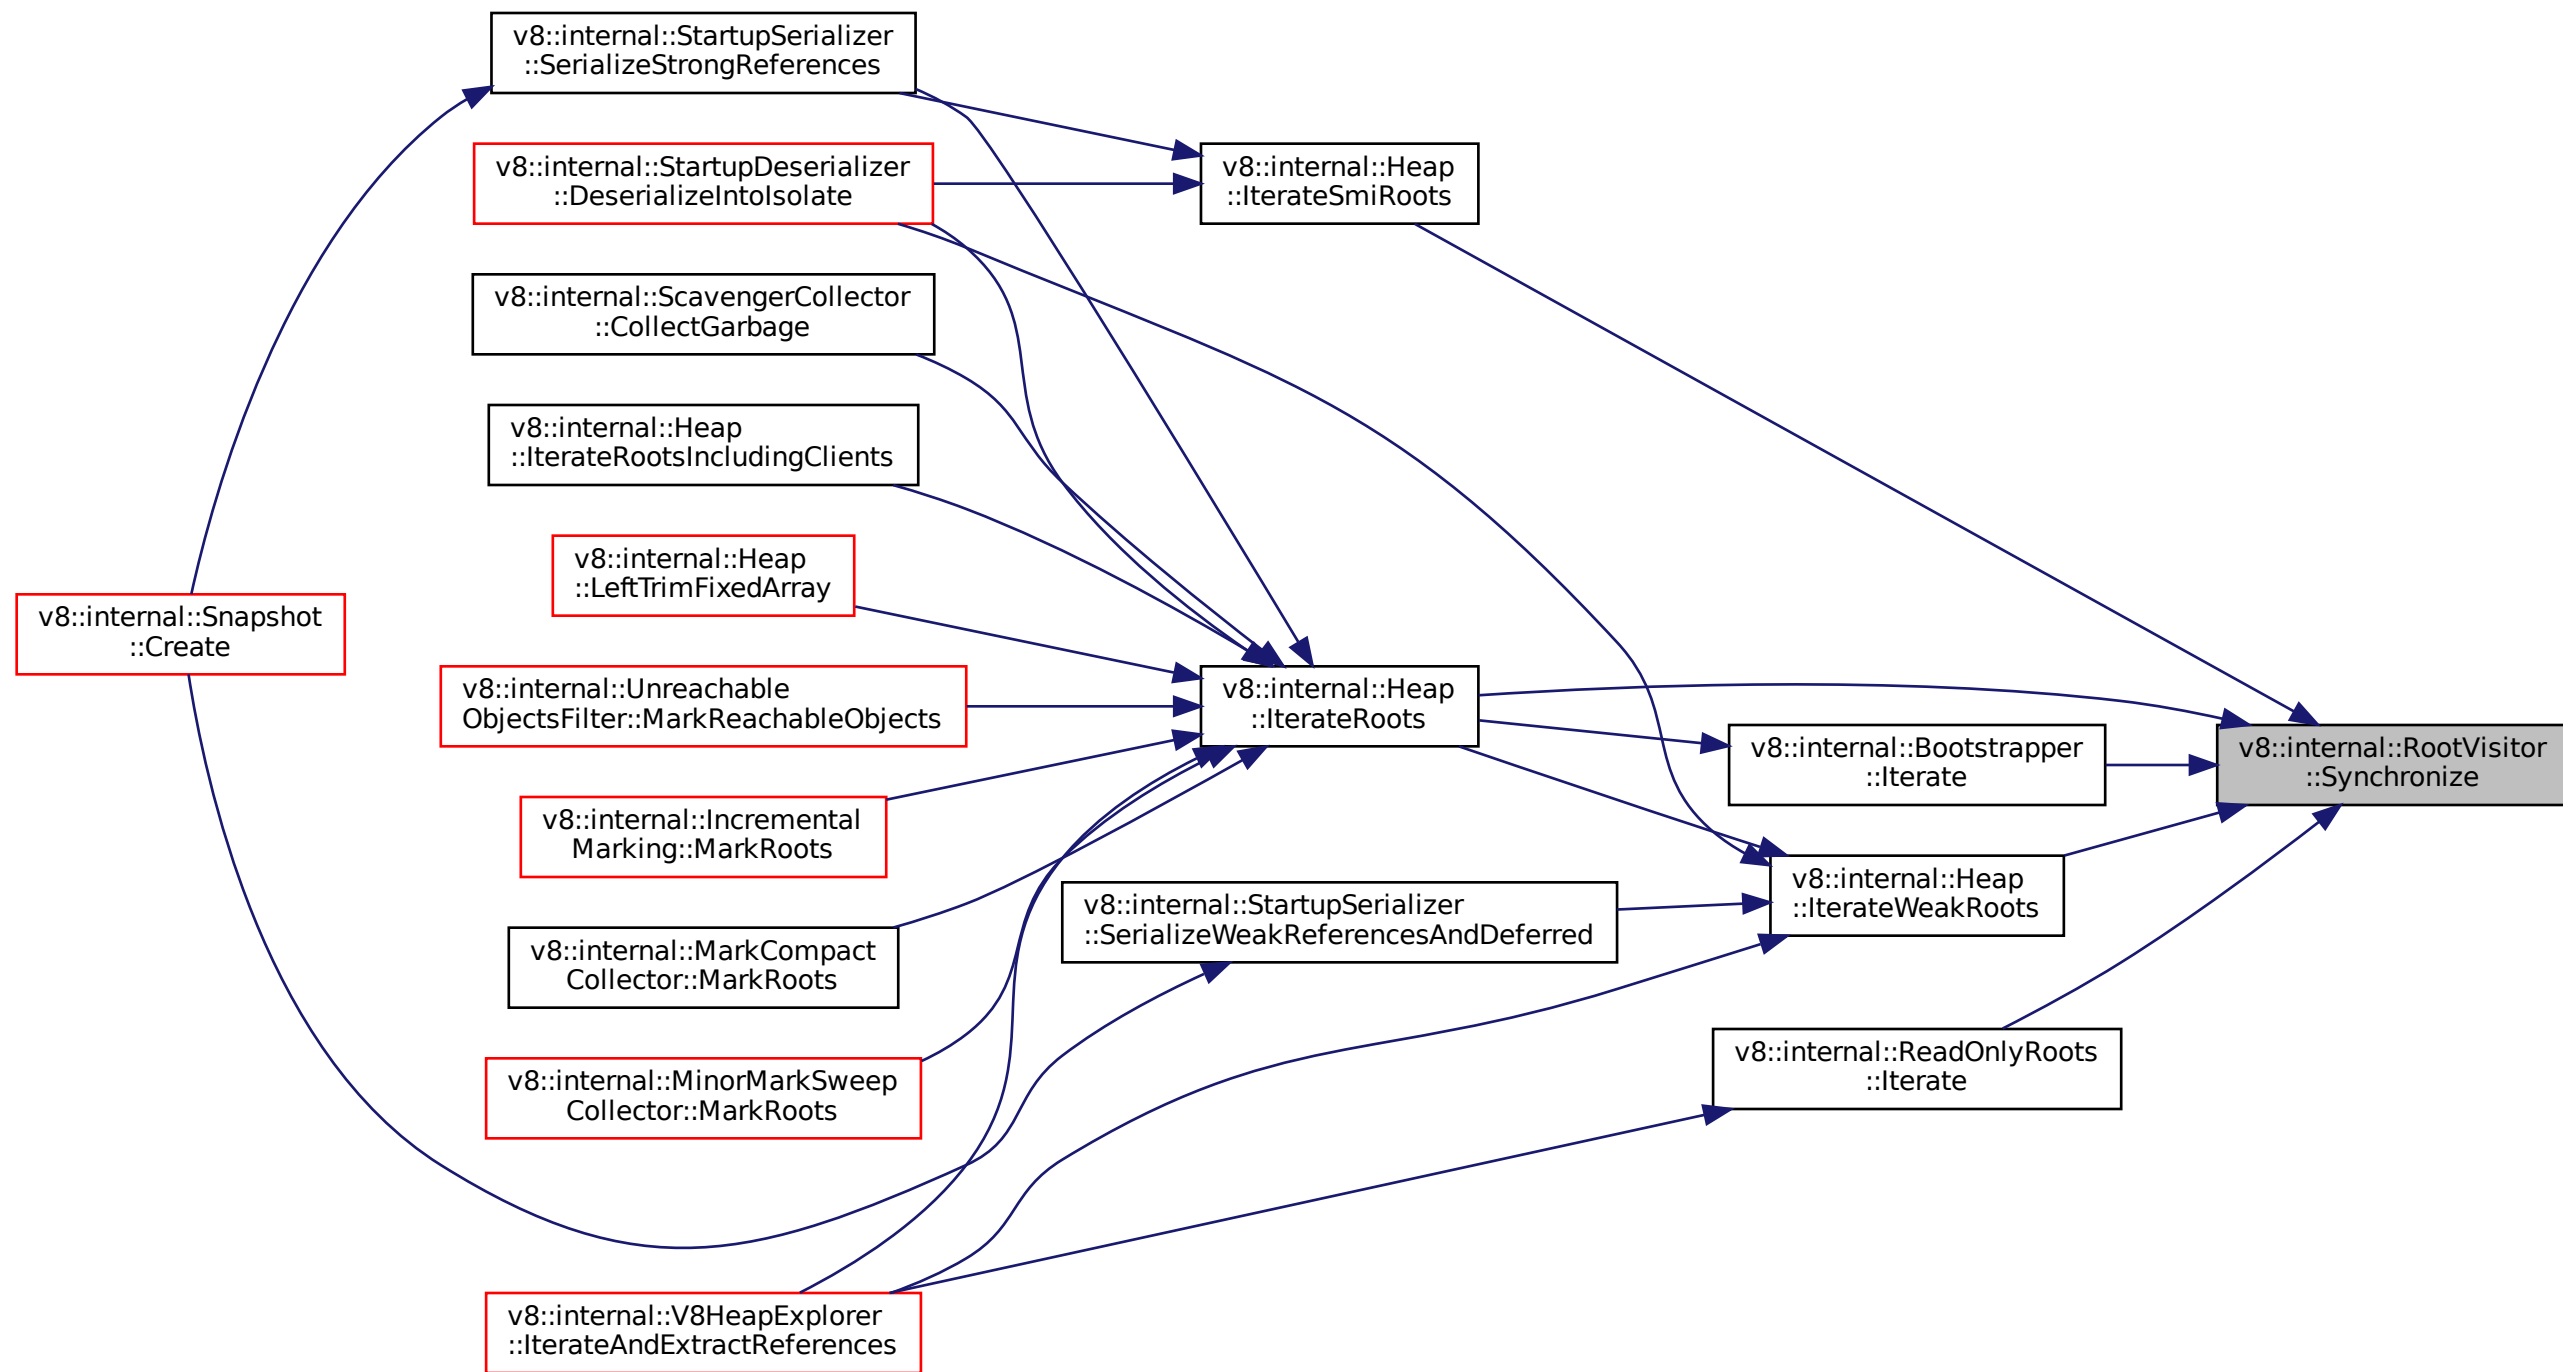 v8::internal::StartupSerializer
::SerializeStrongReferences
v8::internal::StartupDeserializer
::DeserializeIntoIsolate
v8::internal::Heap
::IterateSmiRoots
v8::internal::ScavengerCollector
::CollectGarbage
v8::internal::Heap
::IterateRootsIncludingClients
v8::internal::Heap
::LeftTrimFixedArray
v8::internal::Snapshot
::Create
v8::internal::Unreachable
ObjectsFilter::MarkReachableObjects
v8::internal::Heap
::IterateRoots
v8::internal::Bootstrapper
::Iterate
v8::internal::RootVisitor
::Synchronize
v8::internal::Incremental
Marking::MarkRoots
v8::internal::Heap
::IterateWeakRoots
v8::internal::StartupSerializer
::SerializeWeakReferencesAndDeferred
v8::internal::MarkCompact
Collector::MarkRoots
v8::internal::ReadOnlyRoots
::Iterate
v8::internal::MinorMarkSweep
Collector::MarkRoots
v8::internal::V8HeapExplorer
::IterateAndExtractReferences